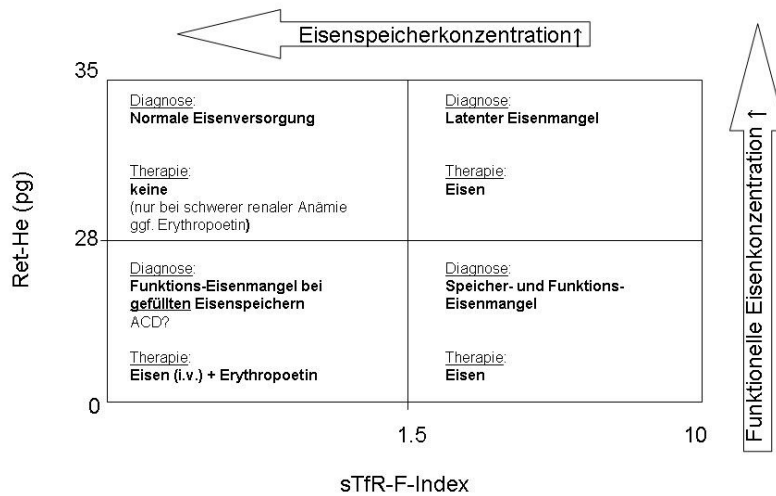 Eisenspeicherkonzentration↑
35
Diagnose:
Normale Eisenversorgung
Therapie:
keine
(nur bei schwerer renaler Anämie
ggf. Erythropoetin)
Diagnose:
Latenter Eisenmangel
Therapie:
Eisen
28
Diagnose:
Funktions-Eisenmangel bei
gefüllten Eisenspeichern
ACD?
Therapie:
Eisen (i.v.) + Erythropoetin
Diagnose:
Speicher- und Funktions-
Eisenmangel
Therapie:
Eisen
0
1.5
10
Ret-He (pg)
sTfR-F-Index
Funktionelle Eisenkonzentration ↑